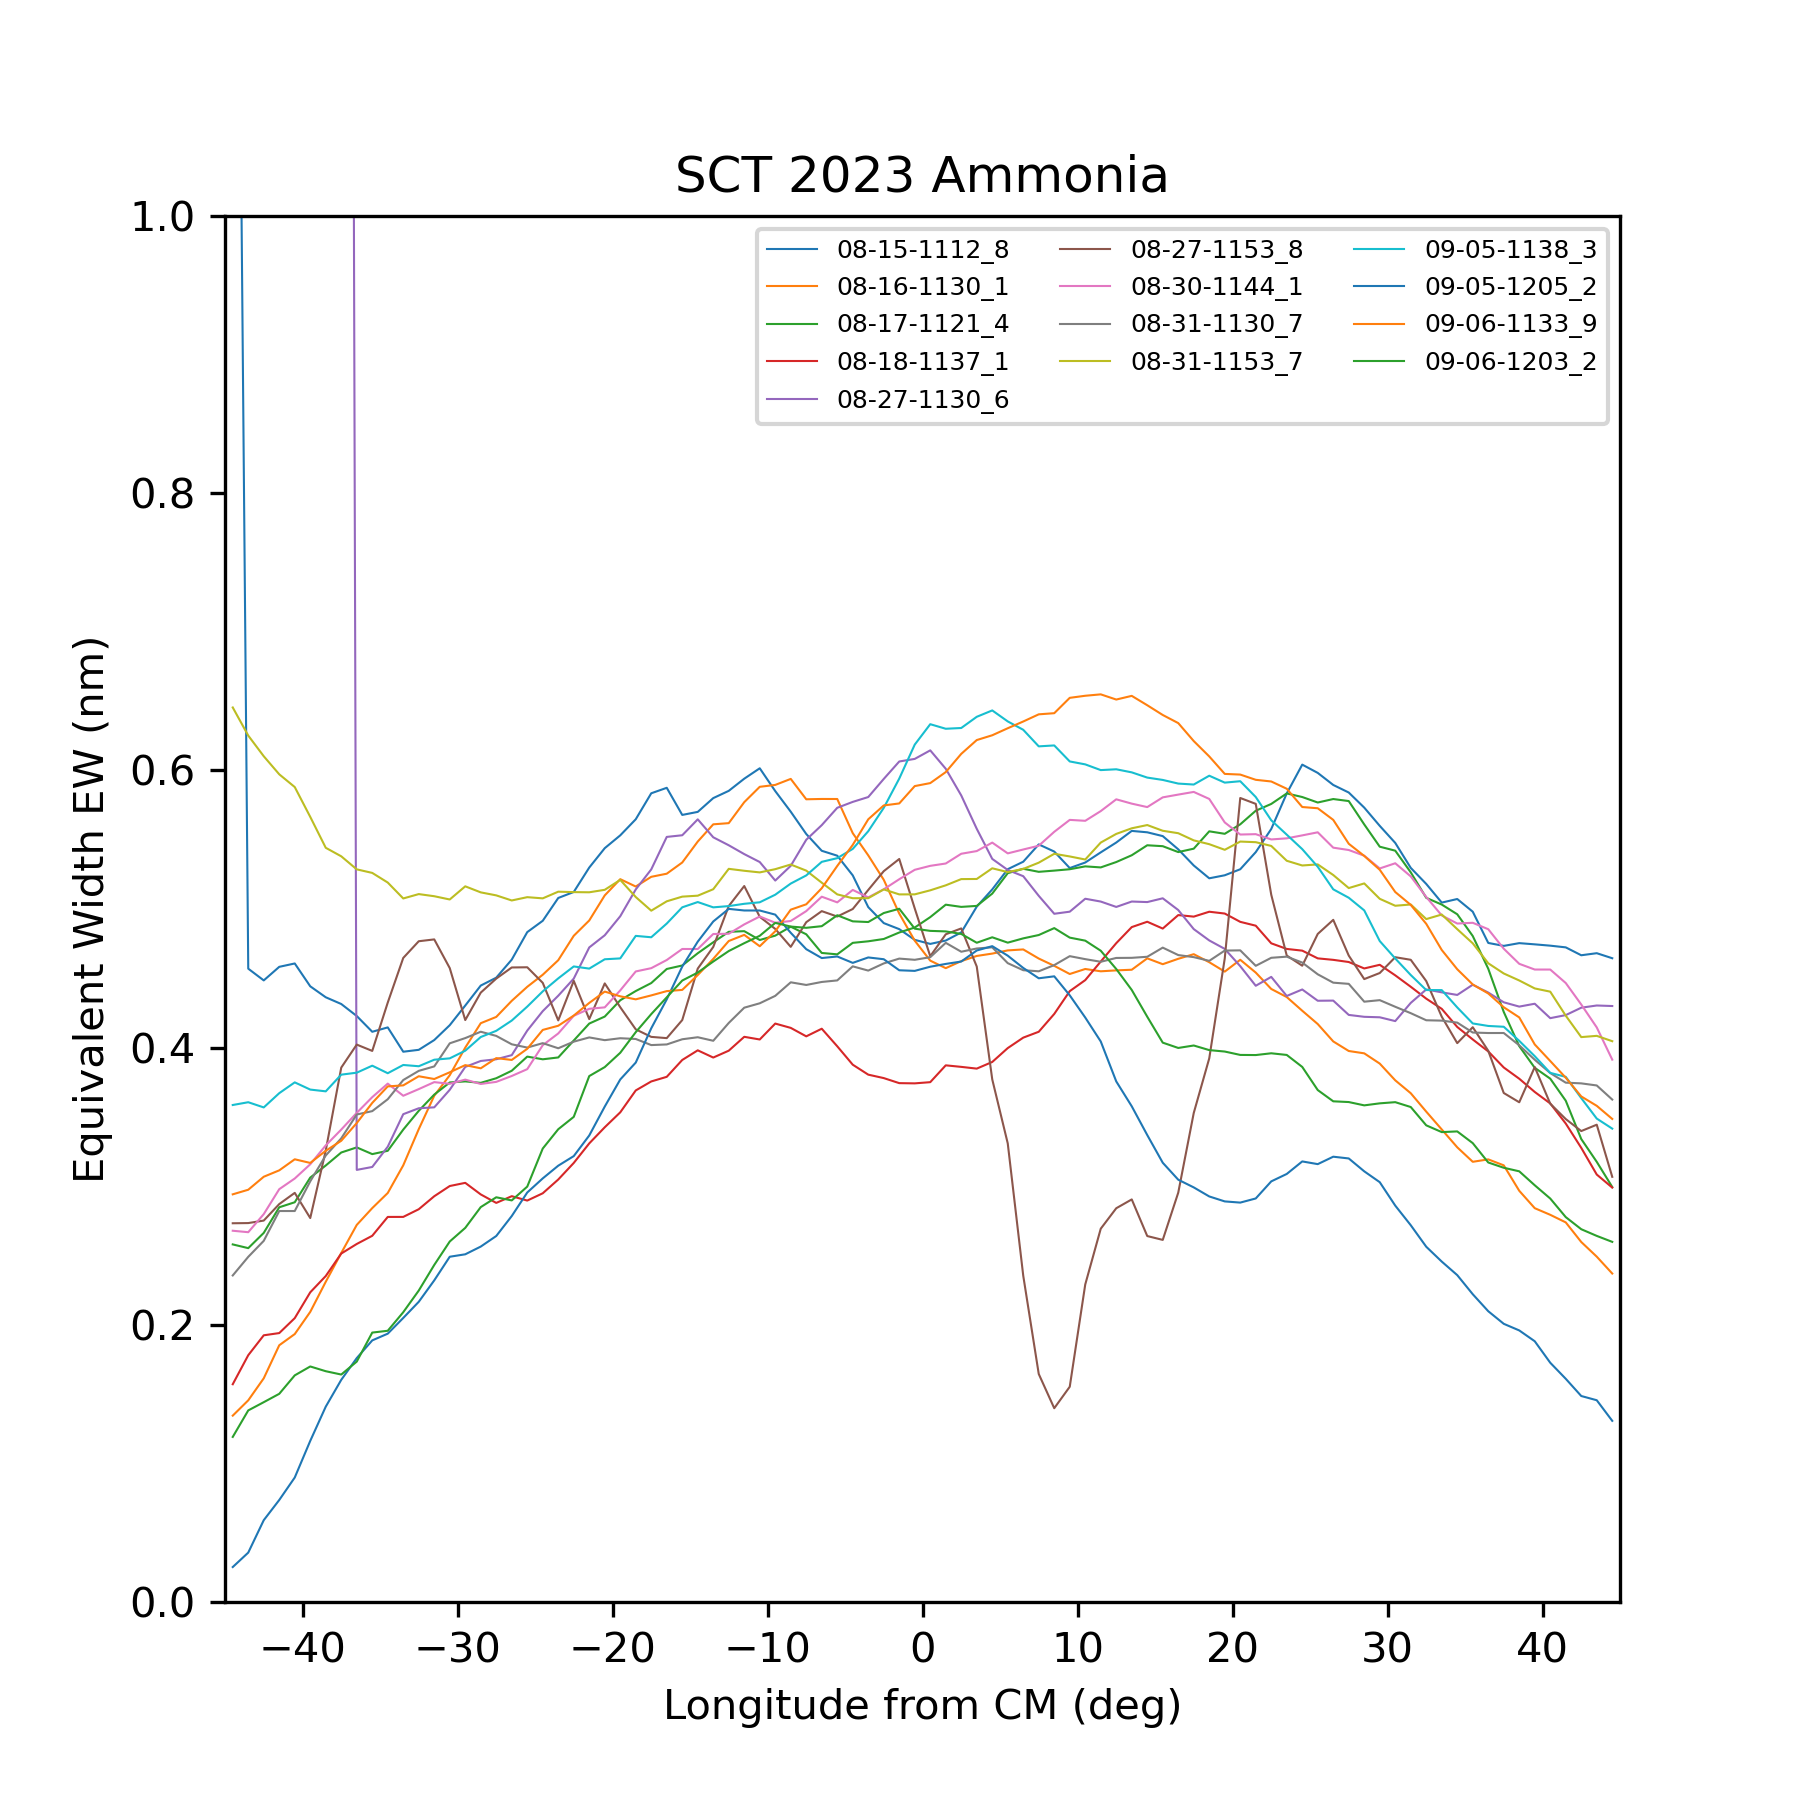 SCT 2023 Ammonia
1.0
0.8
0.6
0.4
0.2
0.0
Equivalent Width EW (nm)
08-15-1112_8 08-27-1153_8 09-05-1138_3
08-16-1130_1 08-30-1144_1 09-05-1205_2
08-17-1121_4 08-31-1130_7 09-06-1133_9
08-18-1137_1 08-31-1153_7 09-06-1203_2
08-27-1130_6
−40 −30 −20 −10 0 10 20 30 40
Longitude from CM (deg)